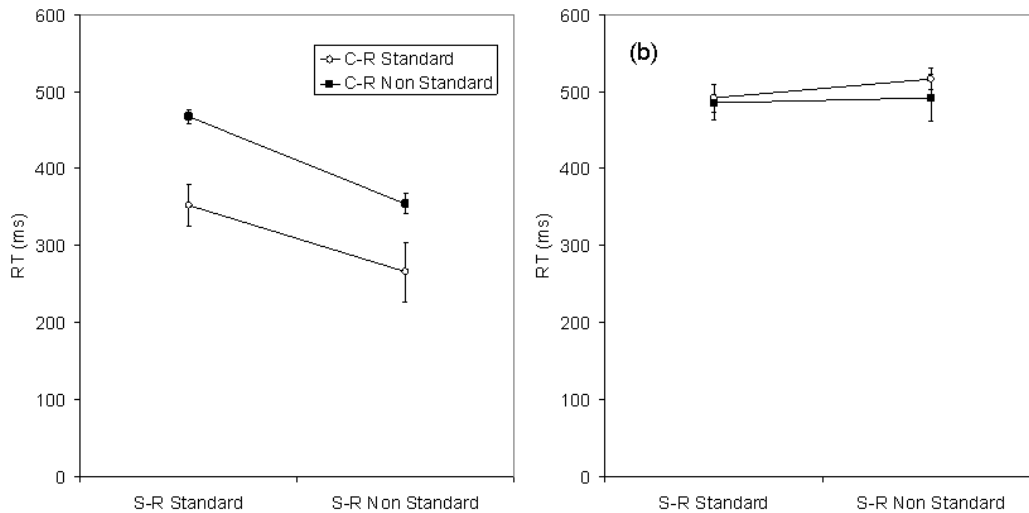 600
500
400
300
200
100
0
RT (ms)
C-R Standard
C-R Non Standard
S-R Standard
S-R Non Standard
(b)
600
500
400
300
200
100
0
RT (ms)
S-R Standard
S-R Non Standard